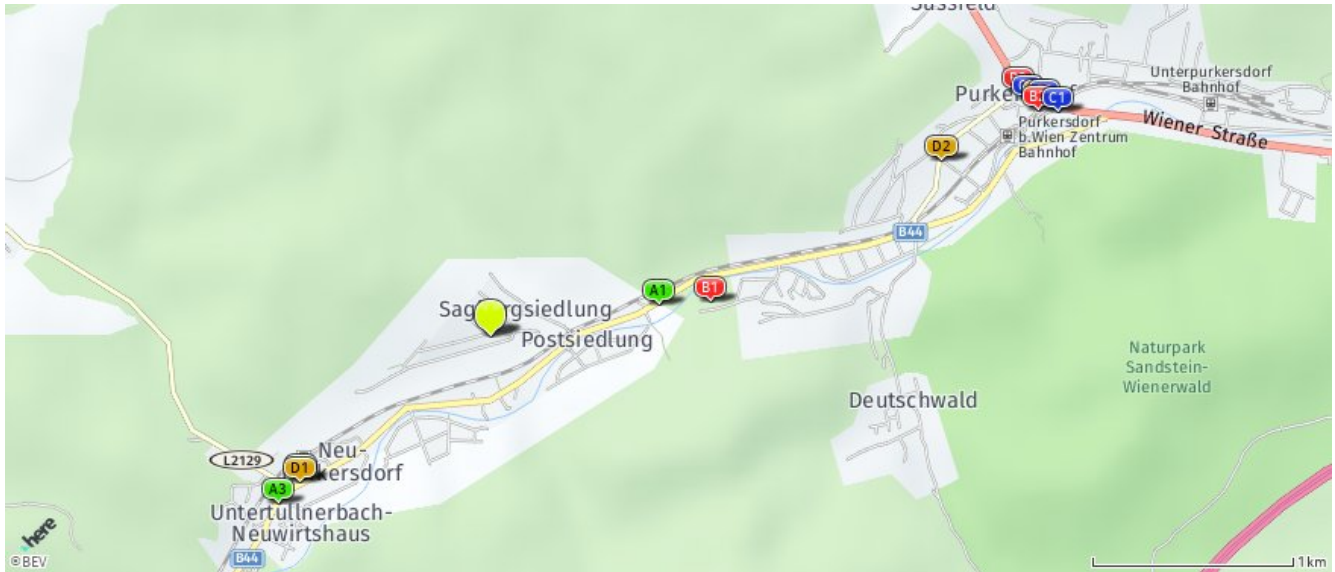 Unterpurkersdorf
Bahnhof
C1
Purkersdorf
b.Wien Zentrum
Bahnhof
Wiener Straße
D2
B44
A1
B1
Postsiedlung
Naturpark
Sandstein-
Wienerwald
Deutschwald
L2129
Neu-
D1
A3
Untertullnerbach-
Neuwirtshaus
B44
here
©BEV
1km